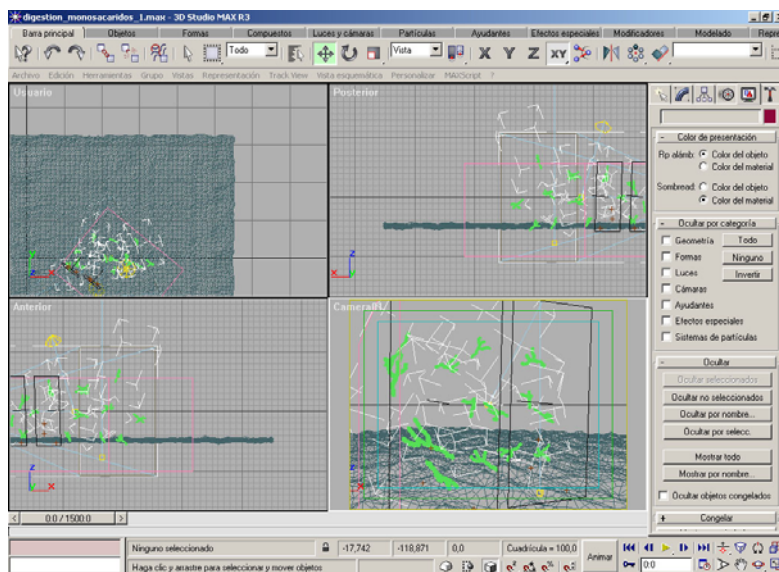 digestion_monosacaridos_1.max - 3D Studio MAX R3
Barra principal Objetos Formas Compuestos Luces y cámaras Partículas Ayudantes Efectos especiales Modificadores Modelado
Todo Vista X Y Z XY
Archivo Edición Herramientas Grupo Vistas Representación Track View Vista esquemática Personalizar MAXScript ?
Usuario Posterior
Color de presentación
Rp alámb: Color del objeto
Color del material
Sombread: Color del objeto
Color del material
Ocultar por categoría
Geometría Todo
Formas Ninguno
Luces Invertir
Cámaras
Ayudantes
Efectos especiales
Sistemas de partículas
Anterior
Ocultar
Ocultar seleccionados
Ocultar no seleccionados
Ocultar por nombre...
Ocultar por selecc.
Mostrar todo
Mostrar por nombre...
Ocultar objetos congelados
Congelar
z x
z x
z x
0:0 / 1500:0
Ninguno seleccionado -17,742 -118,871 0,0 Cuadrícula = 100,0 Animar 0:0
Haga clic y arrastre para seleccionar y mover objetos